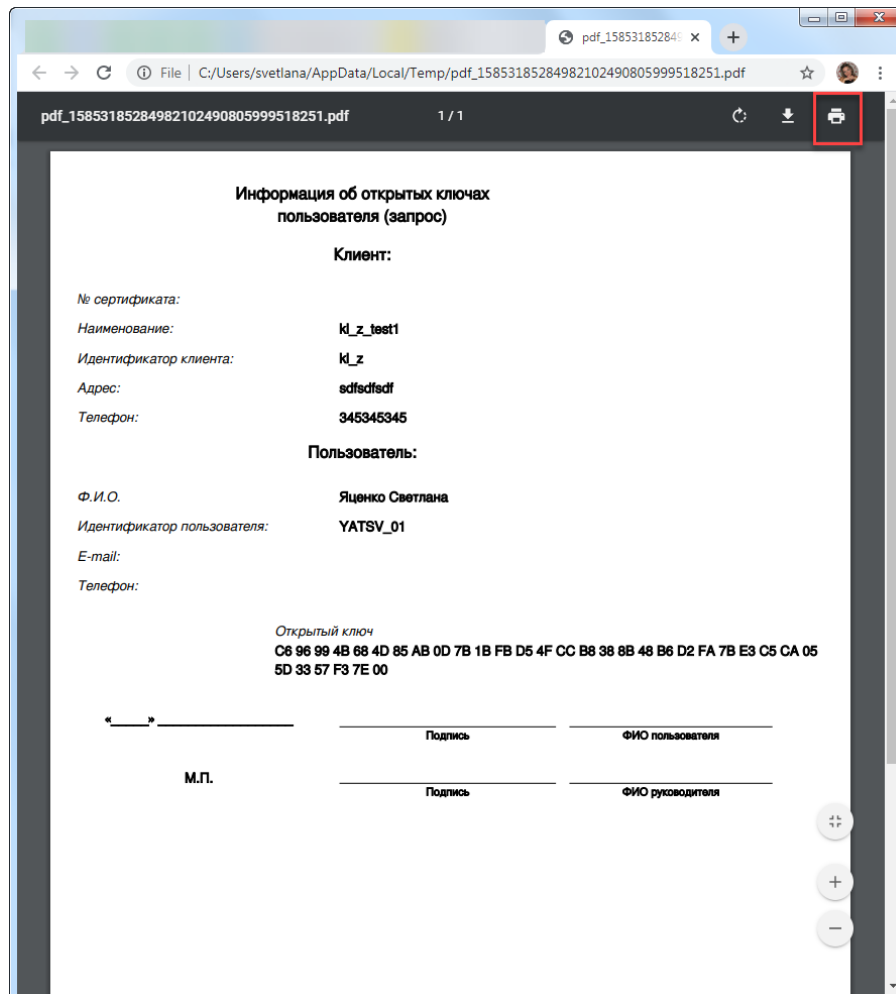 pdf_15853185284
File
C:/Users/svetlana/AppData/Local/Temp/pdf_15853185284982102490805999518251.pdf
pdf_15853185284982102490805999518251.pdf
1 / 1
Информация об открытых ключах
пользователя (запрос)
Клиент:
№ сертификата:
Наименование: kl_z_test1
Идентификатор клиента: kl_z
Адрес: sdfsdfsdf
Телефон: 345345345
Пользователь:
Ф.И.О. Яценко Светлана
Идентификатор пользователя: YATSV_01
E-mail:
Телефон:
Открытый ключ
C6 96 99 4B 68 4D 85 AB 0D 7B 1B FB D5 4F CC B8 38 8B 48 B6 D2 FA 7B E3 C5 CA 05
5D 33 57 F3 7E 00
«_____» __________________
Подпись ФИО пользователя
М.П.
Подпись ФИО руководителя